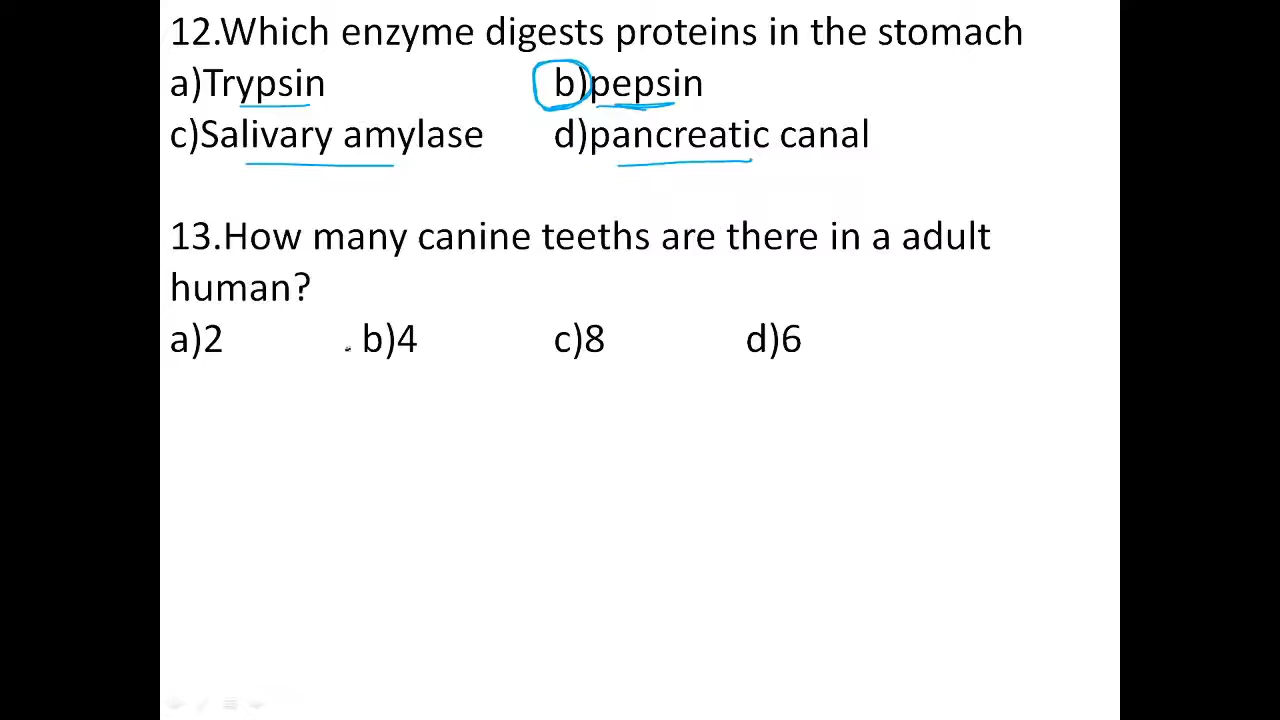 12.Which enzyme digests proteins in the stomach
a)Trypsin b)pepsin
c)Salivary amylase d)pancreatic canal
13.How many canine teeths are there in a adult
human?
a)2 b)4 c)8 d)6